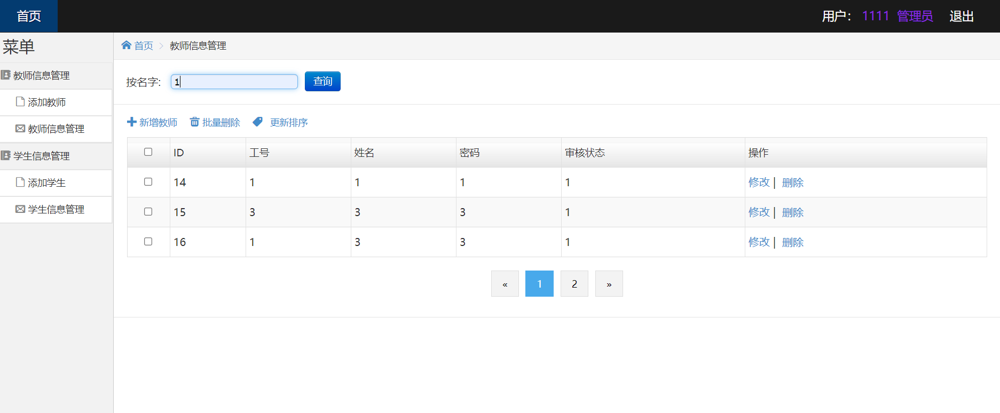 首页 用户： 1111 管理员 退出
菜单
首页 教师信息管理
教师信息管理
添加教师
教师信息管理
学生信息管理
添加学生
学生信息管理
按名字: 1 查询
新增教师 批量删除 更新排序
ID 工号 姓名 密码 审核状态 操作
14 1 1 1 1 修改 | 删除
15 3 3 3 1 修改 | 删除
16 1 3 3 1 修改 | 删除
« 1 2 »